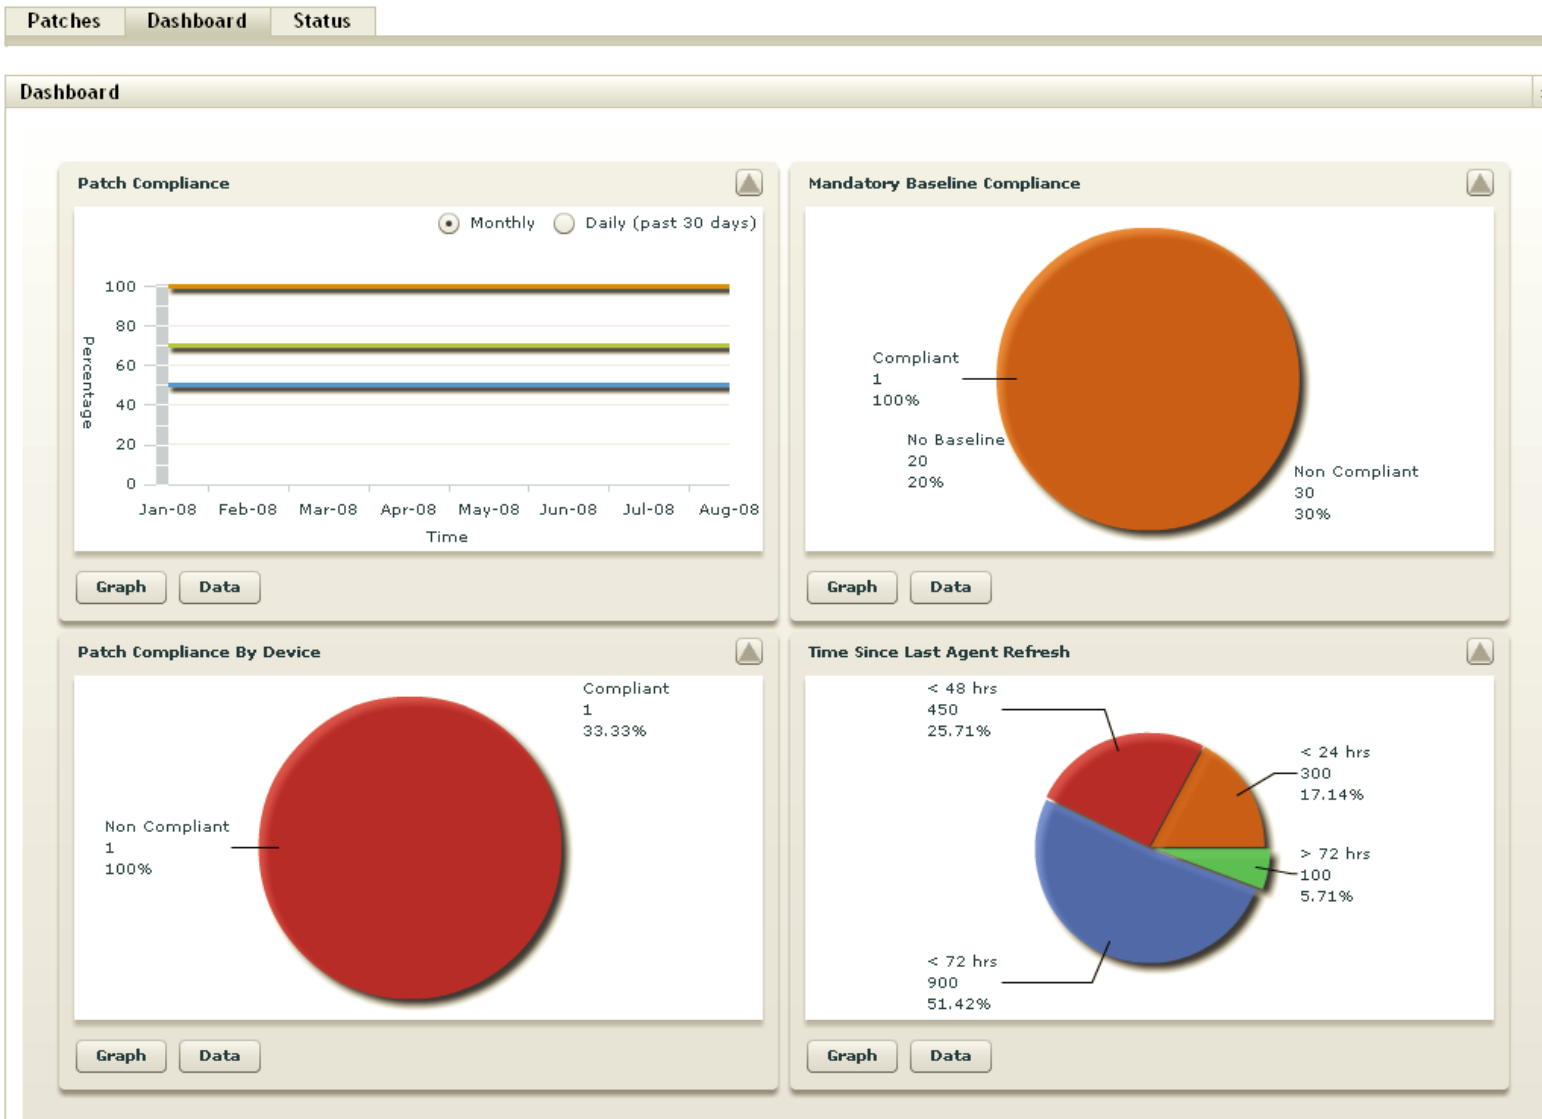 Patches Dashboard Status
Dashboard
Patch Compliance
Monthly Daily (past 30 days)
Percentage
100
80
60
40
20
0
Jan-08 Feb-08 Mar-08 Apr-08 May-08 Jun-08 Jul-08 Aug-08
Time
Graph Data
Mandatory Baseline Compliance
Compliant
1
100%
No Baseline
20
20%
Non Compliant
30
30%
Graph Data
Patch Compliance By Device
Compliant
1
33.33%
Non Compliant
1
100%
Graph Data
Time Since Last Agent Refresh
< 48 hrs
450
25.71%
< 24 hrs
300
17.14%
> 72 hrs
100
5.71%
< 72 hrs
900
51.42%
Graph Data